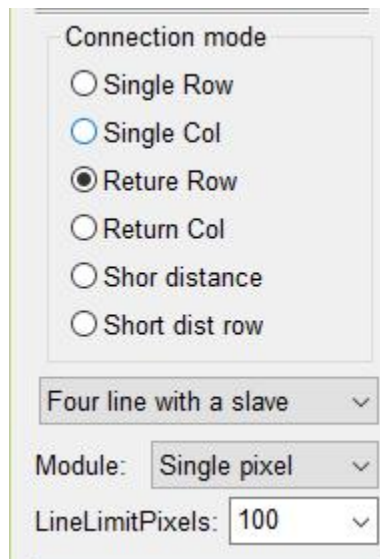 Connection mode
Single Row
Single Col
Reture Row
Return Col
Shor distance
Short dist row
Four line with a slave
Module: Single pixel
LineLimitPixels: 100